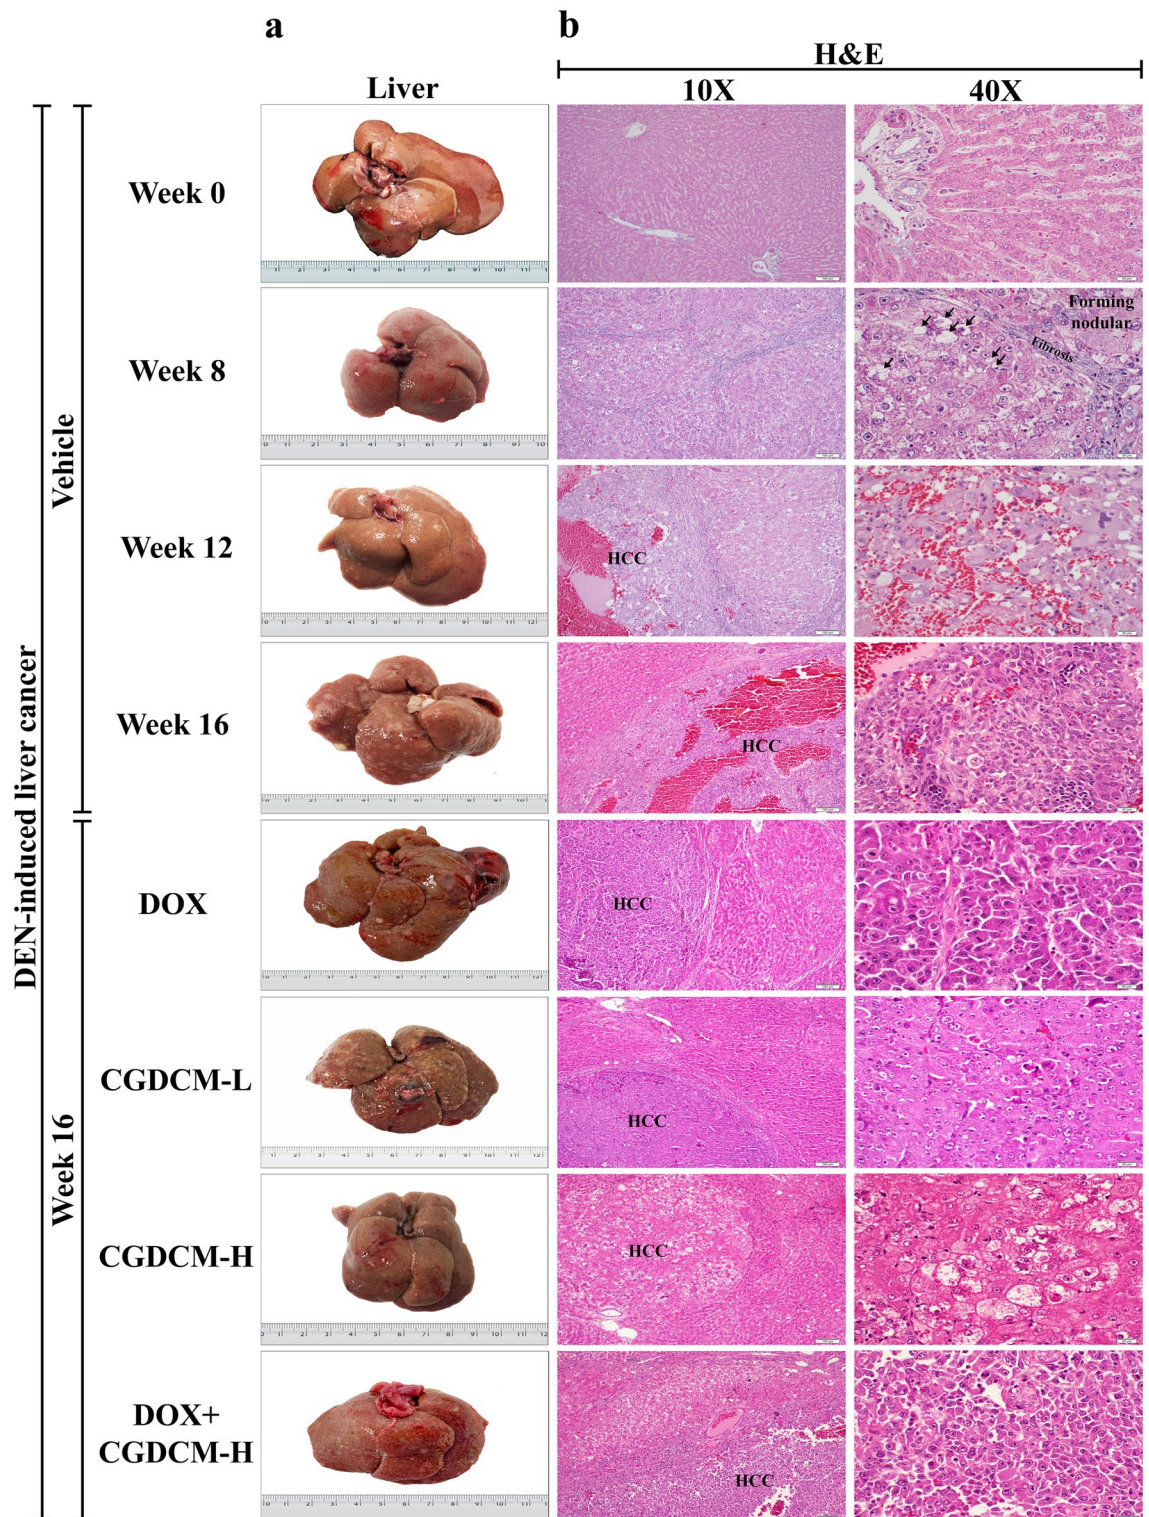 a
b
H&E
Liver
10X
40X
DEN-induced liver cancer
Vehicle
Week 0
Week 8
Forming
nodular
Fibrosis
Week 12
HCC
Week 16
HCC
Week 16
DOX
HCC
CGDCM-L
HCC
CGDCM-H
HCC
DOX+
CGDCM-H
HCC